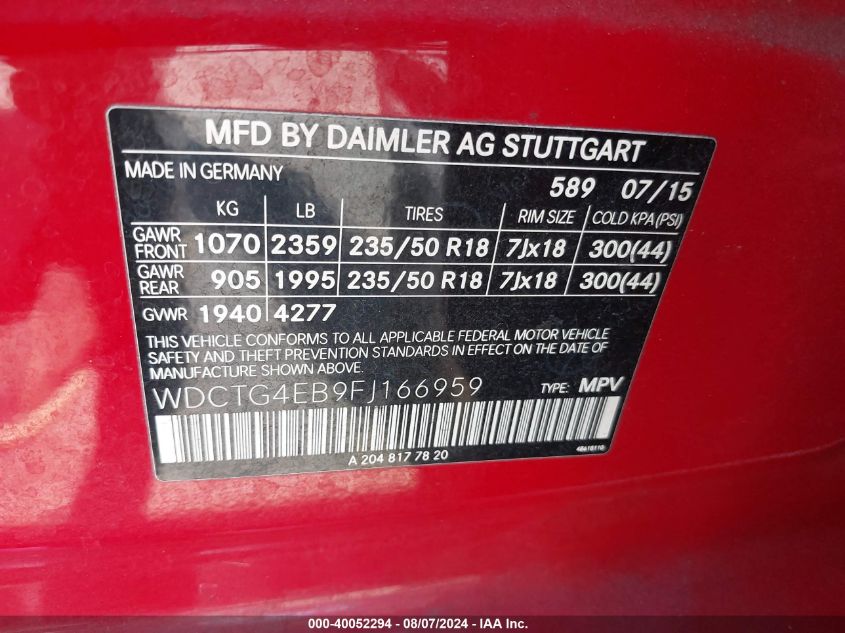 MFD BY DAIMLER AG STUTTGART
MADE IN GERMANY
589 07/15
KG LB TIRES RIM SIZE COLD KPA(PSI)
GAWR FRONT 1070 2359 235/50 R18 7Jx18 300(44)
GAWR REAR 905 1995 235/50 R18 7Jx18 300(44)
GVWR 1940 4277
THIS VEHICLE CONFORMS TO ALL APPLICABLE FEDERAL MOTOR VEHICLE
SAFETY AND THEFT PREVENTION STANDARDS IN EFFECT ON THE DATE OF
MANUFACTURE SHOWN ABOVE.
WDCTG4EB9FJ166959 TYPE: MPV
A 204 817 78 20
000-40052294 - 08/07/2024 - IAA Inc.